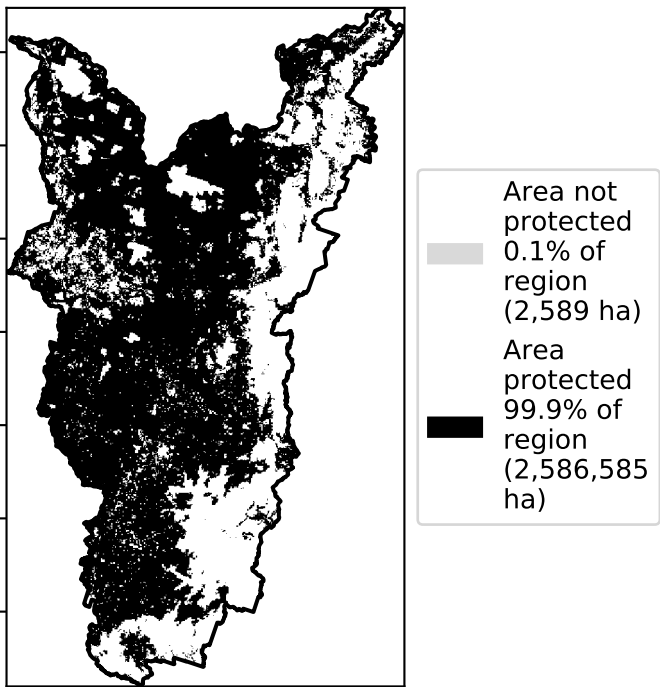 Area not
protected
0.1% of
region
(2,589 ha)
Area
protected
99.9% of
region
(2,586,585
ha)